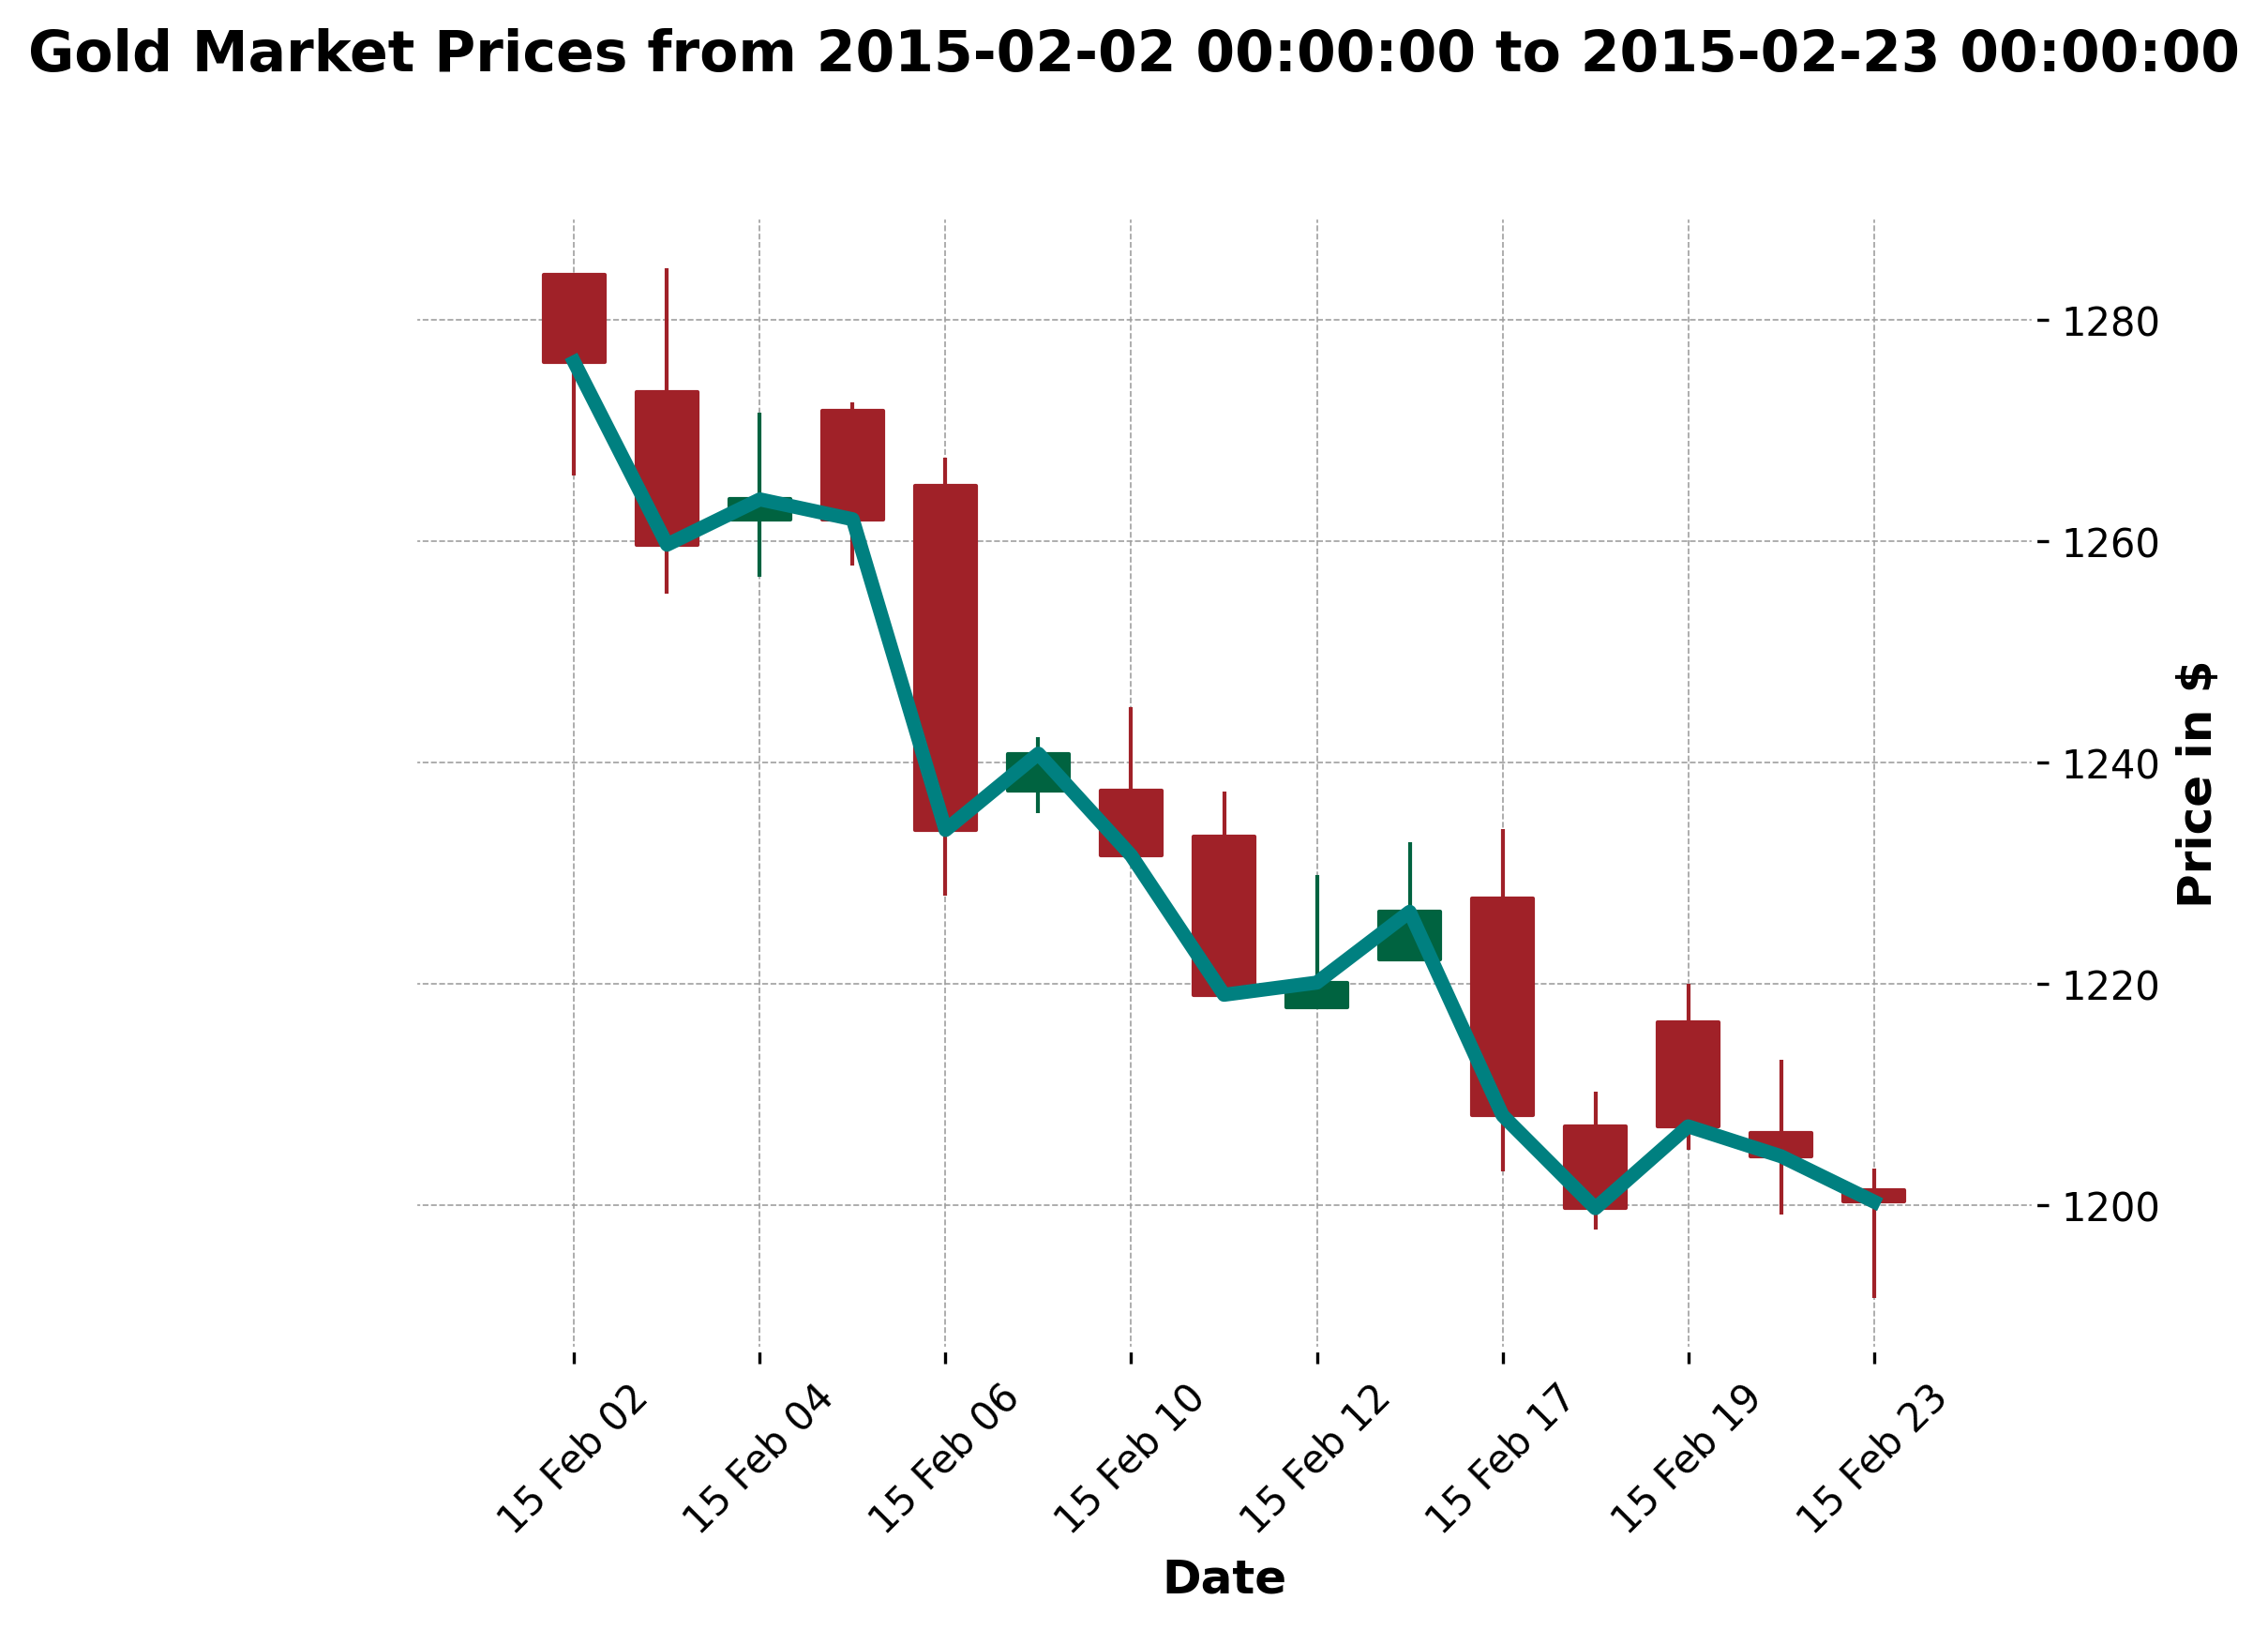 Gold Market Prices from 2015-02-02 00:00:00 to 2015-02-23 00:00:00
1280
1260
1240
1220
1200
Price in $
15 Feb 02
15 Feb 04
15 Feb 06
15 Feb 10
15 Feb 12
15 Feb 17
15 Feb 19
15 Feb 23
Date